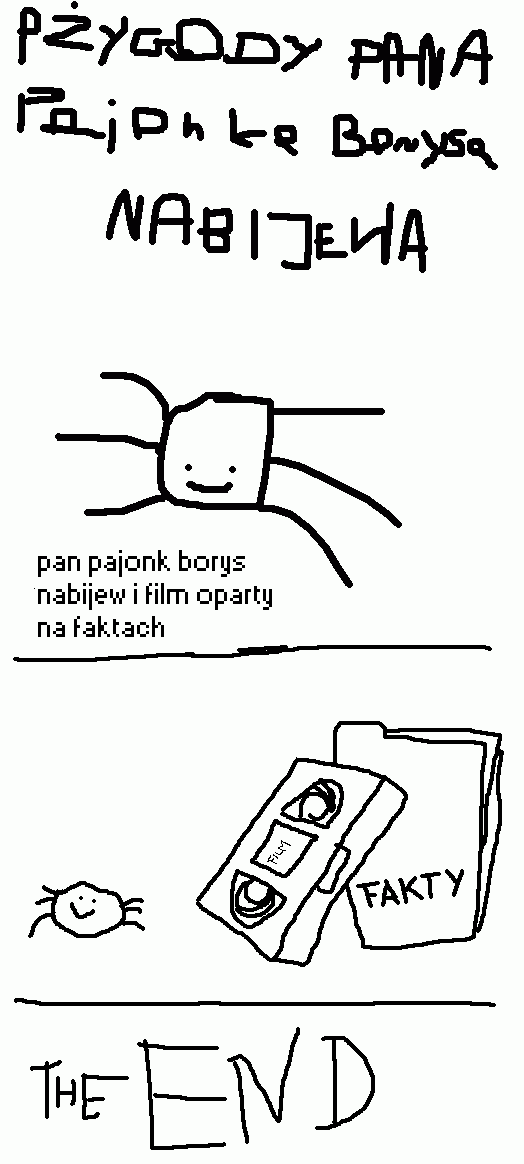 PŻYGODY PANA
PajOnka Borysa
NABIJEWA
pan pajonk borys
nabijew i film oparty
na faktach
FILM
FAKTY
THE END